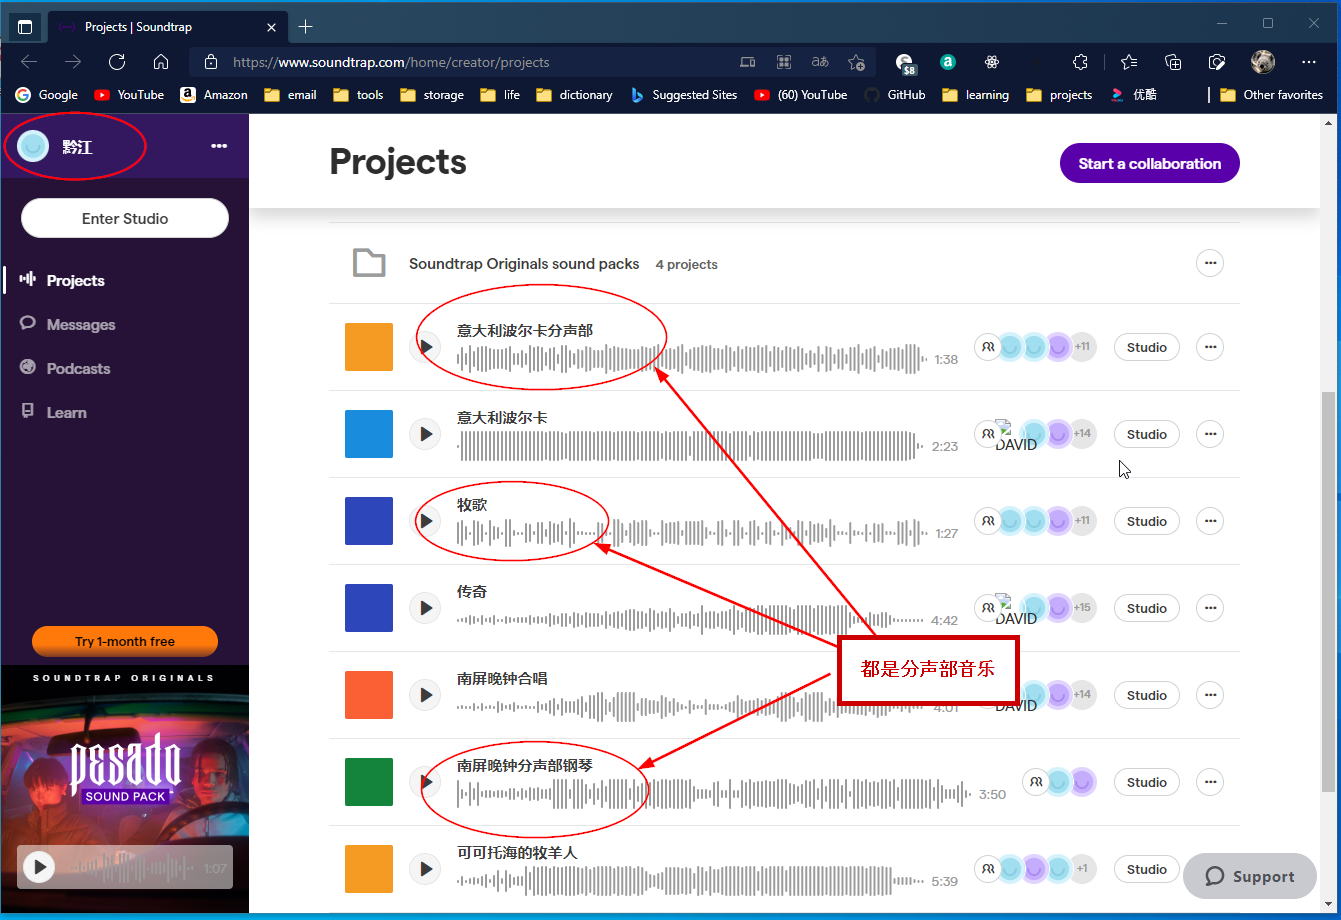 Projects | Soundtrap
https://www.soundtrap.com/home/creator/projects
$8
a
Google
YouTube
Amazon
email
tools
storage
life
dictionary
Suggested Sites
(60) YouTube
GitHub
learning
projects
优酷
Other favorites
黔江
Enter Studio
Projects
Messages
Podcasts
Learn
Try 1-month free
SOUNDTRAP ORIGINALS
pesado
SOUND PACK
1:07
Projects
Start a collaboration
Soundtrap Originals sound packs 4 projects
意大利波尔卡分声部
1:38
+11
Studio
意大利波尔卡
2:23
DAVID
+14
Studio
牧歌
1:27
+11
Studio
传奇
4:42
DAVID
+15
Studio
都是分声部音乐
南屏晚钟合唱
4:01
DAVID
+14
Studio
南屏晚钟分声部钢琴
3:50
Studio
可可托海的牧羊人
5:39
+1
Studio
Support